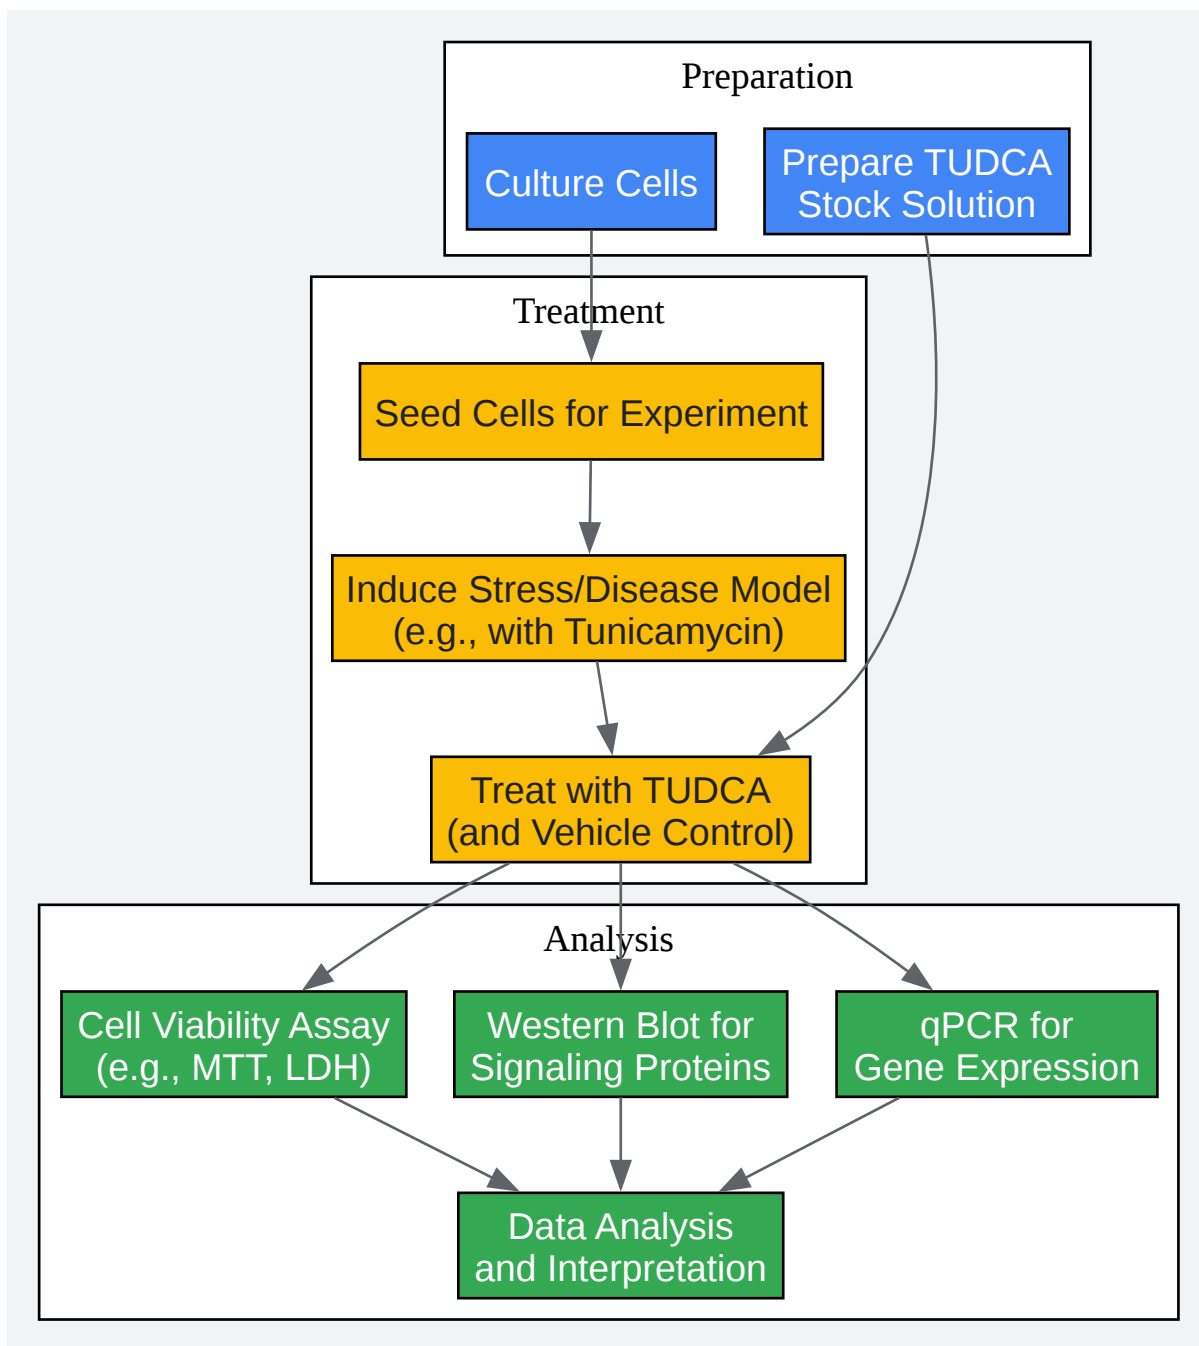 Preparation
Culture Cells
Prepare TUDCA
Stock Solution
Treatment
Seed Cells for Experiment
Induce Stress/Disease Model
(e.g., with Tunicamycin)
Treat with TUDCA
(and Vehicle Control)
Analysis
Cell Viability Assay
(e.g., MTT, LDH)
Western Blot for
Signaling Proteins
qPCR for
Gene Expression
Data Analysis
and Interpretation